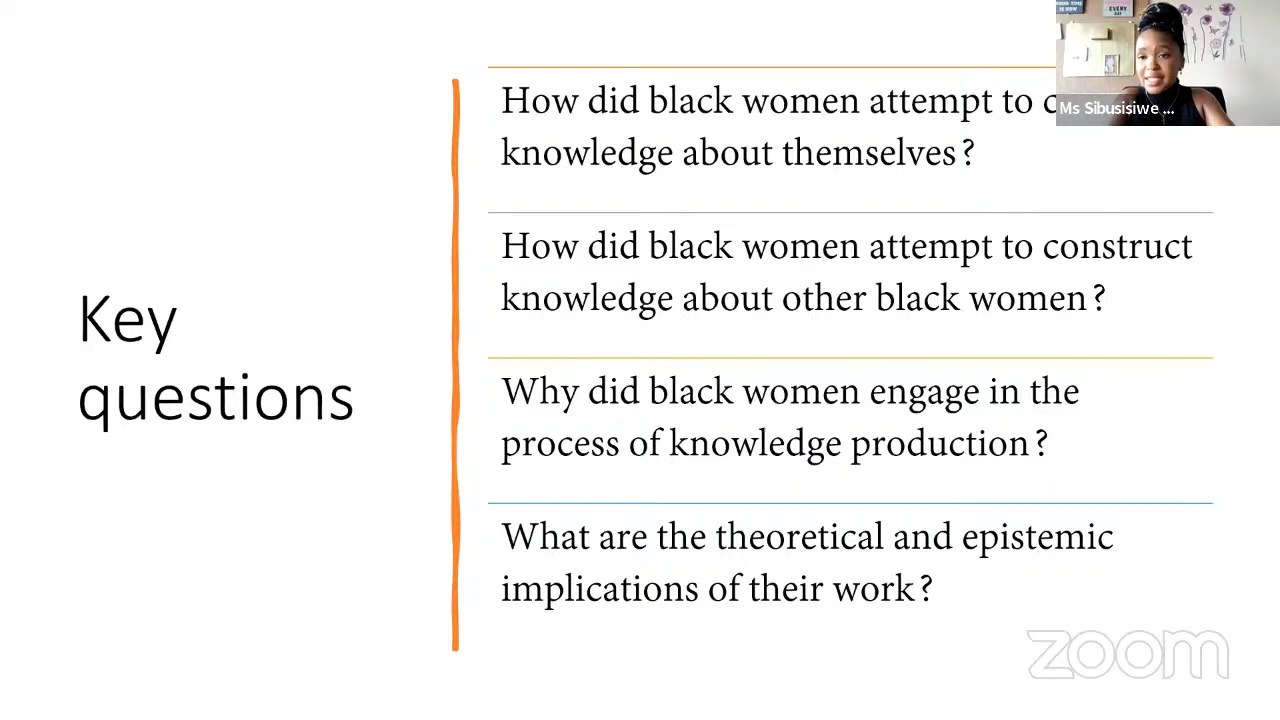 How did black women attempt to
knowledge about themselves?
How did black women attempt to construct
knowledge about other black women?
Key
questions
Why did black women engage in the
process of knowledge production?
What are the theoretical and epistemic
implications of their work?
EVERY
Ms Sibusisiwe ...
zoom